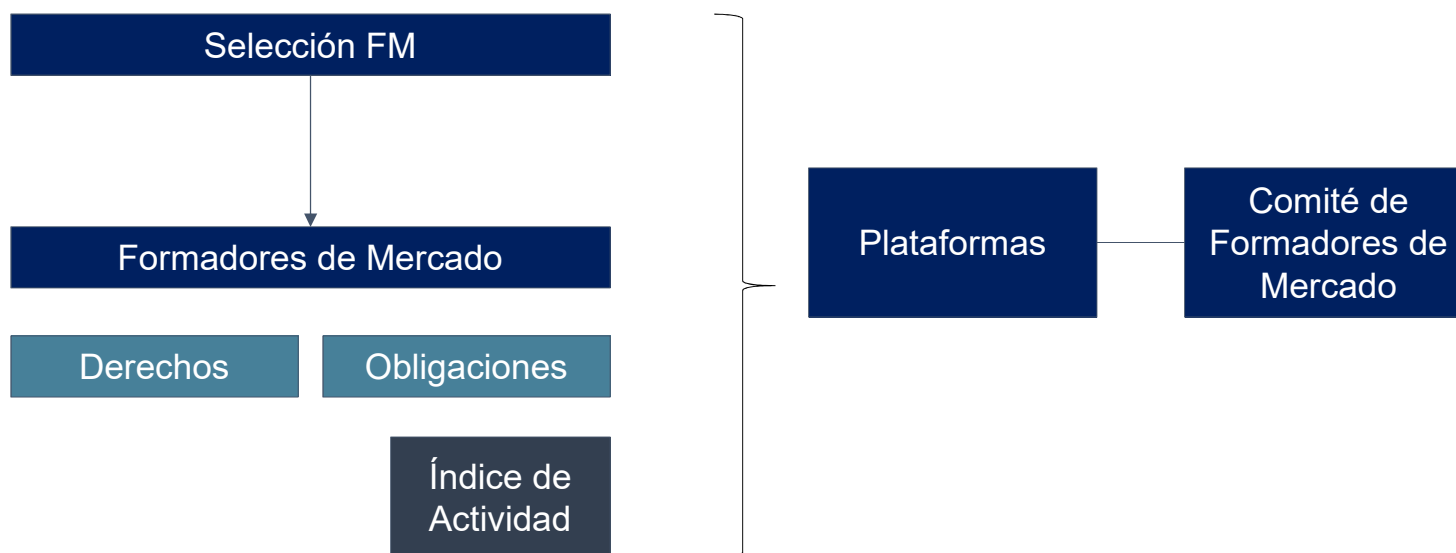 Selección FM
Formadores de Mercado
Derechos
Obligaciones
Índice de
Actividad
Plataformas
Comité de
Formadores de
Mercado